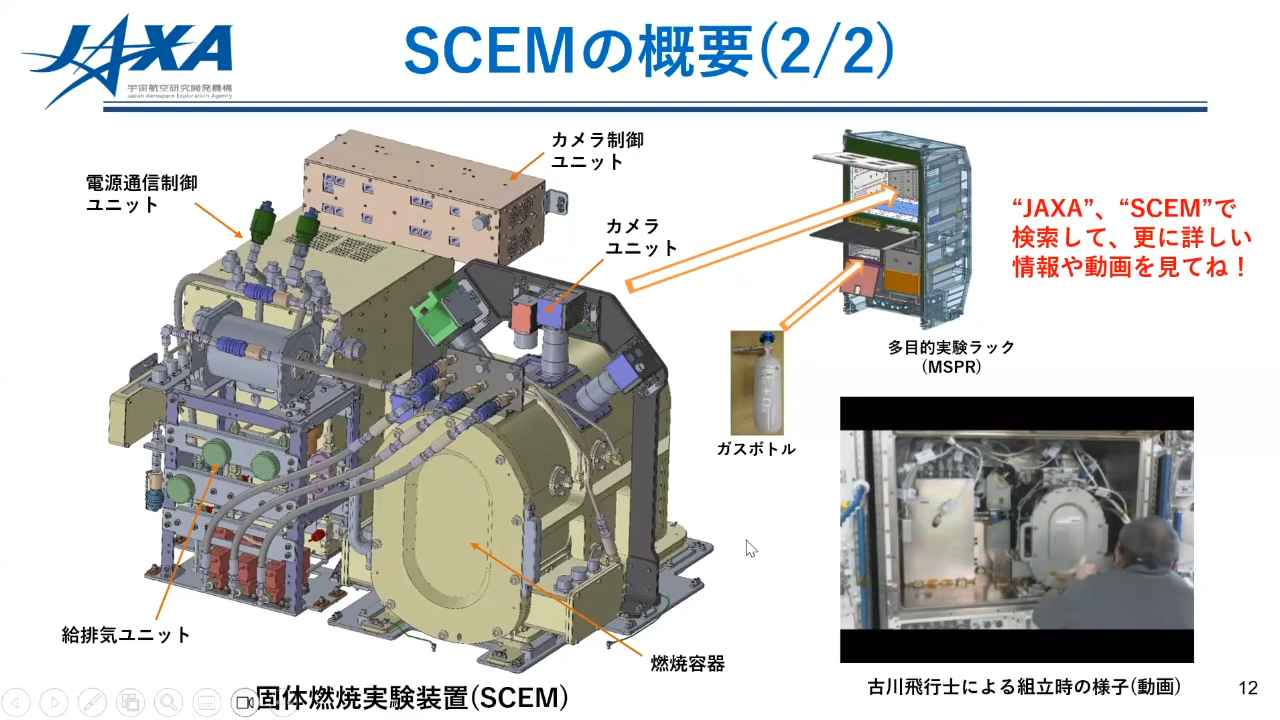 JAXA
宇宙航空研究開発機構
Japan Aerospace Exploration Agency
SCEMの概要(2/2)
カメラ制御
ユニット
電源通信制御
ユニット
カメラ
ユニット
“JAXA”、“SCEM”で
検索して、更に詳しい
情報や動画を見てね！
多目的実験ラック
(MSPR)
ガスボトル
給排気ユニット
燃焼容器
固体燃焼実験装置(SCEM)
古川飛行士による組立時の様子(動画)
12